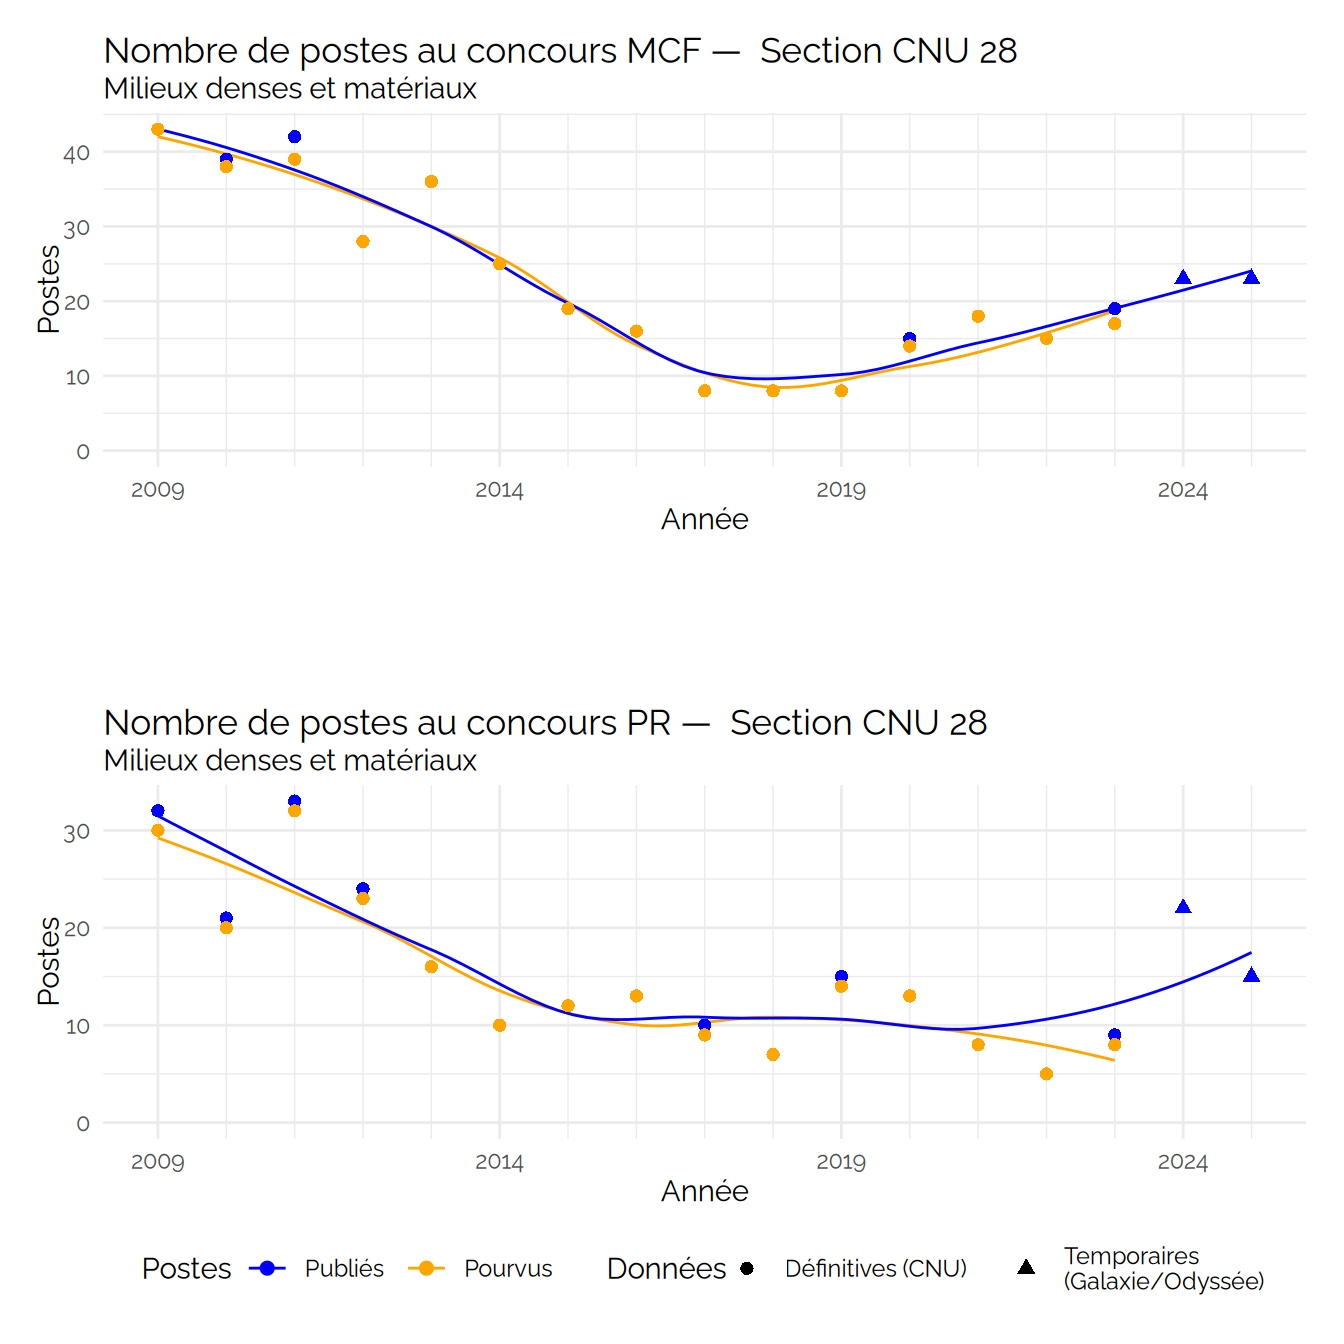 Nombre de postes au concours MCF —  Section CNU 28
Milieux denses et matériaux
Postes
40
30
20
10
0
2009 2014 2019 2024
Année
Nombre de postes au concours PR —  Section CNU 28
Milieux denses et matériaux
Postes
30
20
10
0
2009 2014 2019 2024
Année
Postes Publiés Pourvus Données Définitives (CNU) Temporaires
(Galaxie/Odyssée)